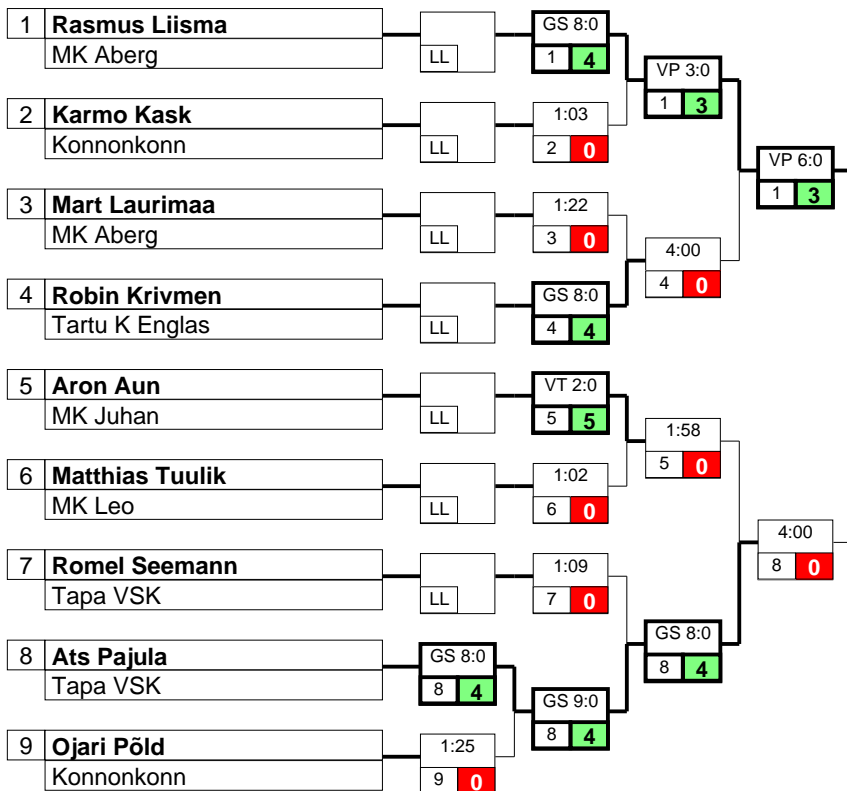 1 Rasmus Liisma GS 8:0
MK Aberg LL 1 4
VP 3:0
1 3
2 Karmo Kask 1:03
Konnonkonn LL 2 0
VP 6:0
1 3
3 Mart Laurimaa 1:22
MK Aberg LL 3 0
4:00
4 0
4 Robin Krivmen GS 8:0
Tartu K Englas LL 4 4
5 Aron Aun VT 2:0
MK Juhan LL 5 5
1:58
5 0
6 Matthias Tuulik 1:02
MK Leo LL 6 0
4:00
8 0
7 Romel Seemann 1:09
Tapa VSK LL 7 0
GS 8:0
8 4
8 Ats Pajula GS 8:0
Tapa VSK 8 4
GS 9:0
8 4
9 Ojari Põld 1:25
Konnonkonn 9 0